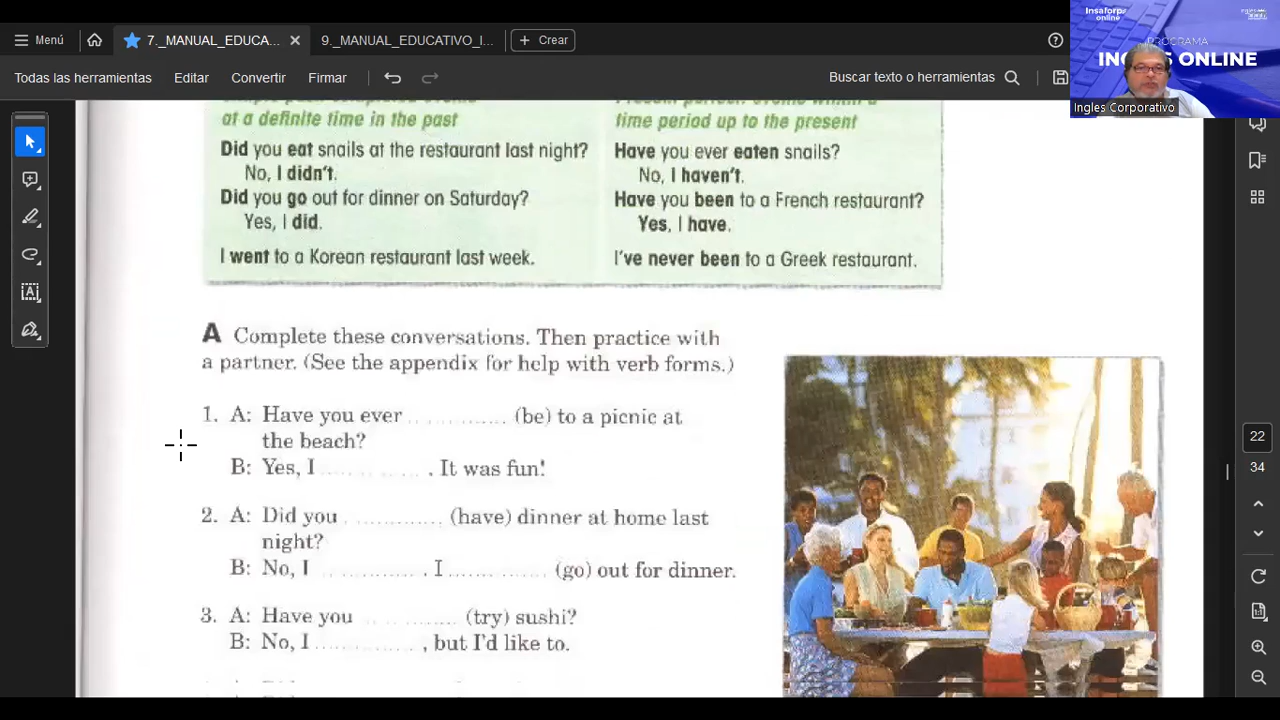 Menú
7._MANUAL_EDUCA...
9._MANUAL_EDUCATIVO_I...
Crear
Insaforp
online
PROGRAMA
INGLÉS ONLINE
Ingles Corporativo
Todas las herramientas
Editar
Convertir
Firmar
Buscar texto o herramientas
at a definite time in the past
time period up to the present
Did you eat snails at the restaurant last night?
No, I didn't.
Did you go out for dinner on Saturday?
Yes, I did.
I went to a Korean restaurant last week.
Have you ever eaten snails?
No, I haven't.
Have you been to a French restaurant?
Yes, I have.
I've never been to a Greek restaurant.
A Complete these conversations. Then practice with
a partner. (See the appendix for help with verb forms.)
1. A: Have you ever ............... (be) to a picnic at
the beach?
B: Yes, I ............... . It was fun!
2. A: Did you ............... (have) dinner at home last
night?
B: No, I ............... . I ............... (go) out for dinner.
3. A: Have you ............... (try) sushi?
B: No, I ............... , but I'd like to.
22
34